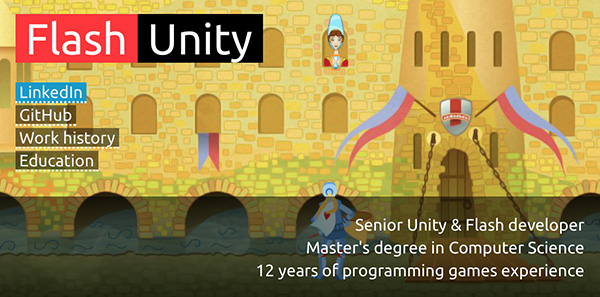 Flash Unity
LinkedIn
GitHub
Work history
Education
Senior Unity & Flash developer
Master's degree in Computer Science
12 years of programming games experience